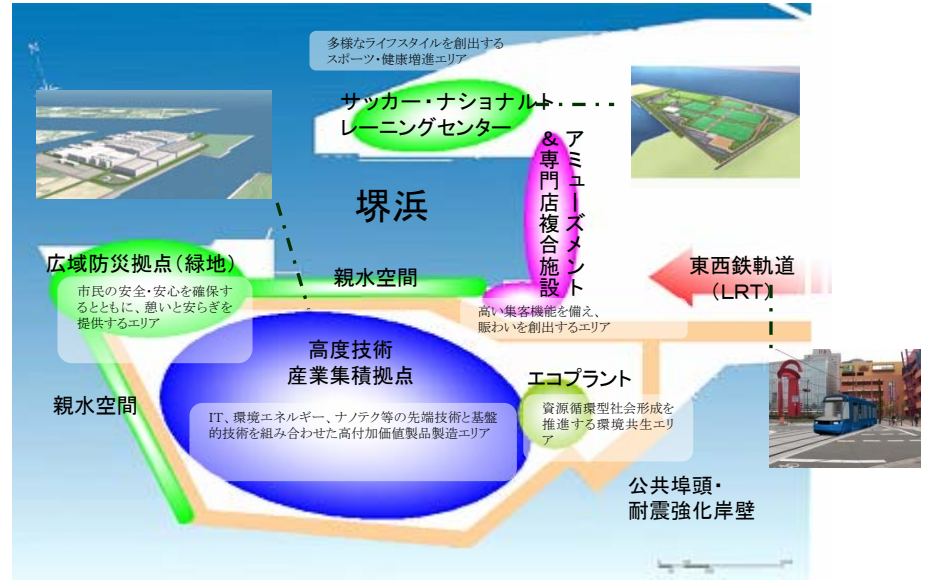 多様なライフスタイルを創出する
スポーツ・健康増進エリア
サッカー・ナショナルト
レーニングセンター
アミューズメント
&専門店複合施設
堺浜
広域防災拠点(緑地)
市民の安全・安心を確保す
るとともに、憩いと安らぎを
提供するエリア
親水空間
東西鉄軌道
(LRT)
高い集客機能を備え、
賑わいを創出するエリア
高度技術
産業集積拠点
エコプラント
親水空間
IT、環境エネルギー、ナノテク等の先端技術と基盤
的技術を組み合わせた高付加価値製品製造エリア
資源循環型社会形成を
推進する環境共生エリ
ア
公共埠頭・
耐震強化岸壁